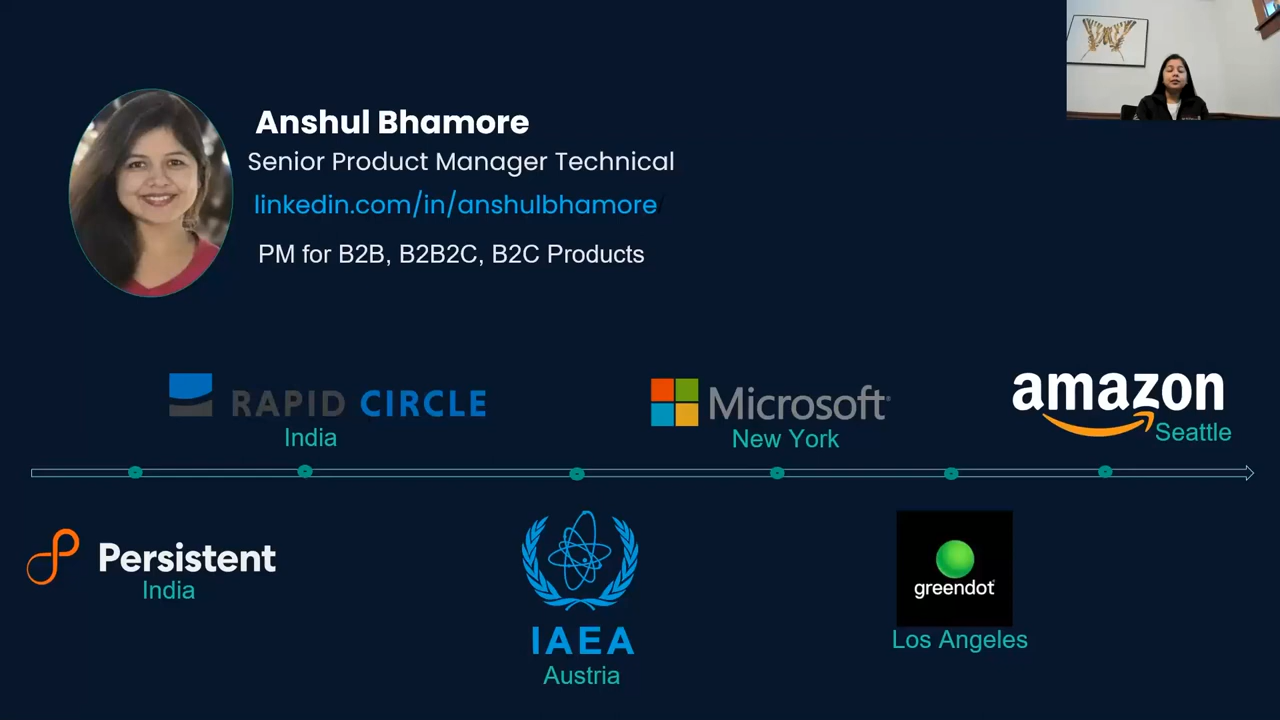 Anshul Bhamore
Senior Product Manager Technical
linkedin.com/in/anshulbhamore/
PM for B2B, B2B2C, B2C Products
RAPID CIRCLE
India
Microsoft
New York
amazon
Seattle
Persistent
India
IAEA
Austria
greendot
Los Angeles